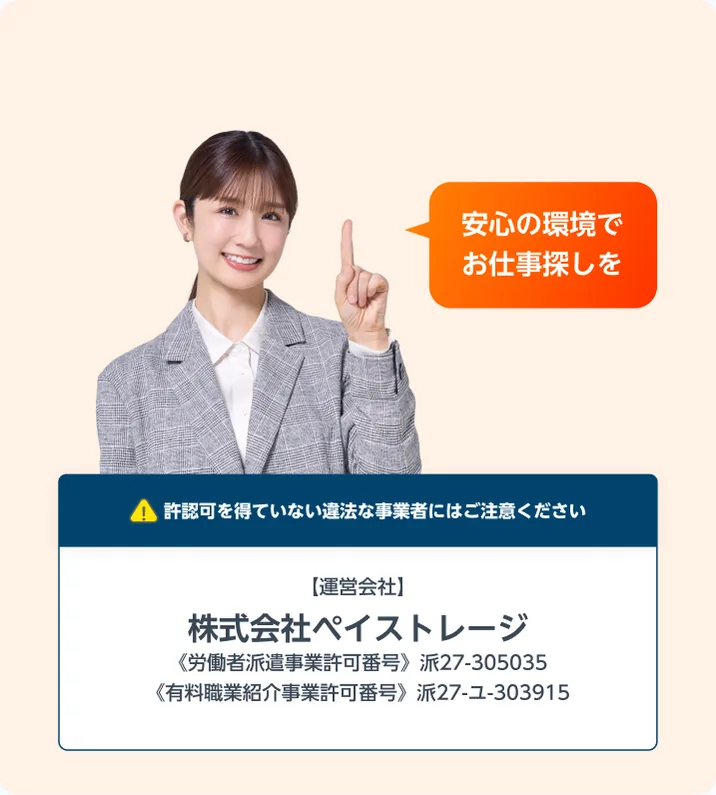 安心の環境で
お仕事探しを
許認可を得ていない違法な事業者にはご注意ください
【運営会社】
株式会社ペイストレージ
《労働者派遣事業許可番号》派27-305035
《有料職業紹介事業許可番号》派27-ユ-303915